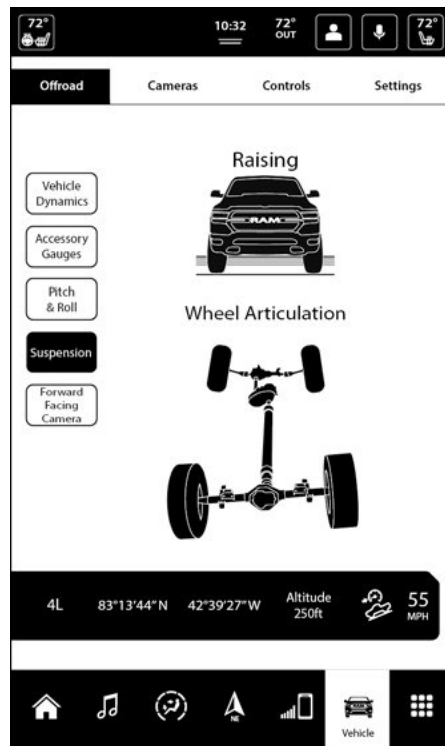 72°
10:32
72°
OUT
72°
Offroad
Cameras
Controls
Settings
Raising
Vehicle
Dynamics
RAM
Accessory
Gauges
Pitch
& Roll
Wheel Articulation
Suspension
Forward
Facing
Camera
4L
83°13'44"N
42°39'27"W
Altitude
250ft
55
MPH
NE
Vehicle